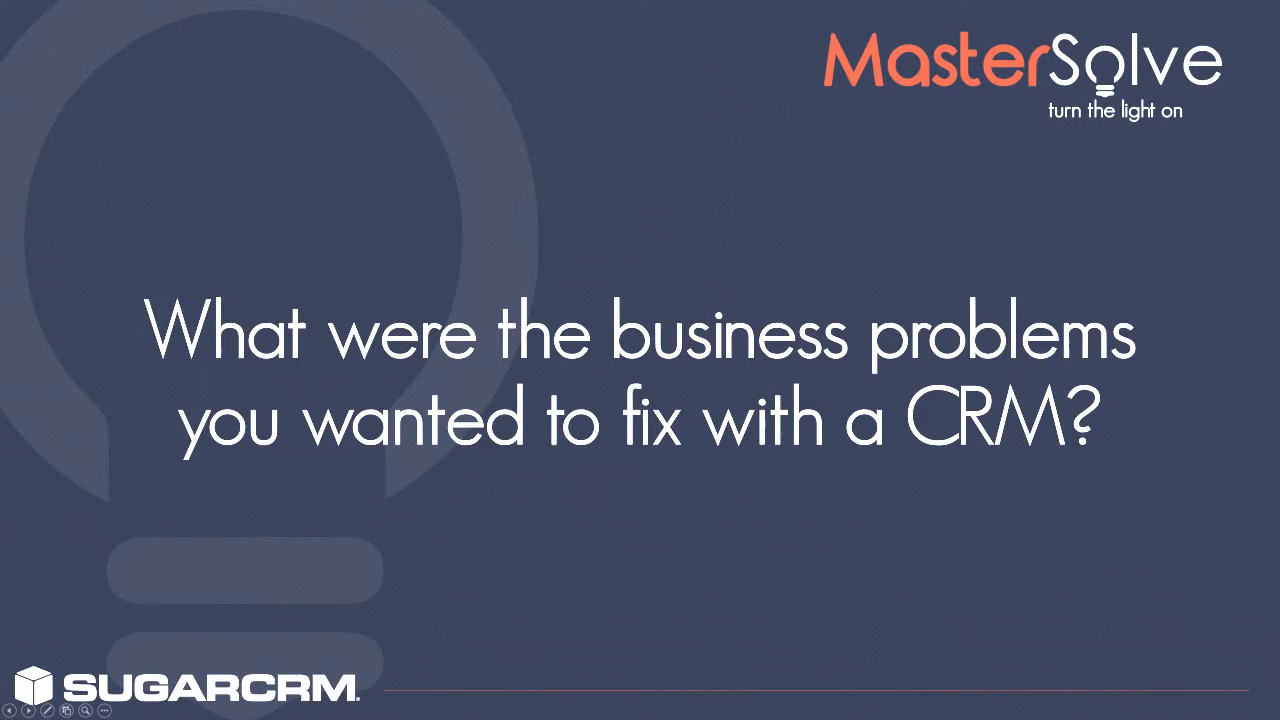 MasterSolve
turn the light on
What were the business problems
you wanted to fix with a CRM?
SUGARCRM.